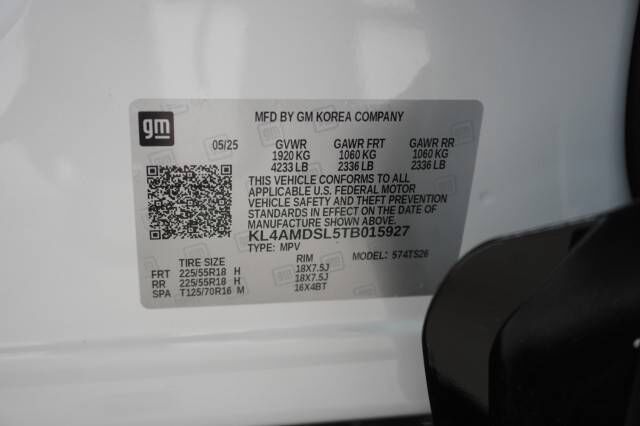 gm
MFD BY GM KOREA COMPANY
05/25 GVWR GAWR FRT GAWR RR
1920 KG 1060 KG 1060 KG
4233 LB 2336 LB 2336 LB
THIS VEHICLE CONFORMS TO ALL
APPLICABLE U.S. FEDERAL MOTOR
VEHICLE SAFETY AND THEFT PREVENTION
STANDARDS IN EFFECT ON THE DATE OF
MANUFACTURE SHOWN ABOVE.
KL4AMDSL5TB015927
TYPE: MPV MODEL: 574TS26
TIRE SIZE RIM
FRT 225/55R18 H 18X7.5J
RR 225/55R18 H 18X7.5J
SPA T125/70R16 M 16X4BT